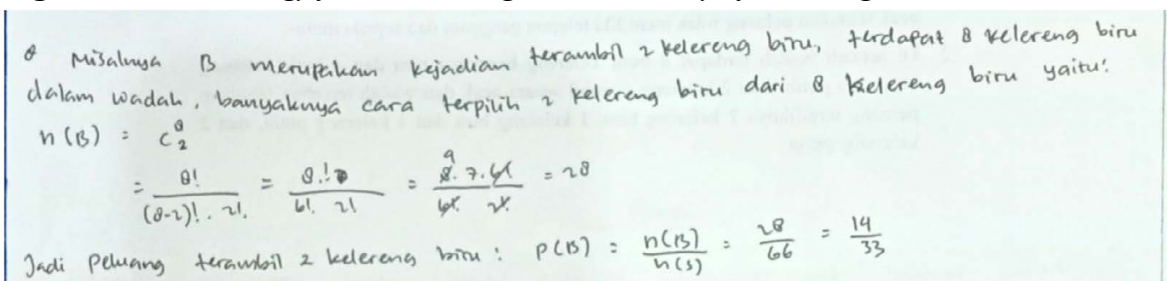 Misalnya B merupakan kejadian terambil 2 kelereng biru, terdapat 8 kelereng biru
dalam wadah, banyaknya cara terpilih 2 kelereng biru dari 8 kelereng biru yaitu:
n(B) = C₂⁸
= 8! / (8-2)! . 2! = 8! / 6! 2! = 8. 7. 6! / 6! 2! = 28
Jadi Peluang terambil 2 kelereng biru : P(B) = n(B) / n(s) = 28 / 66 = 14 / 33